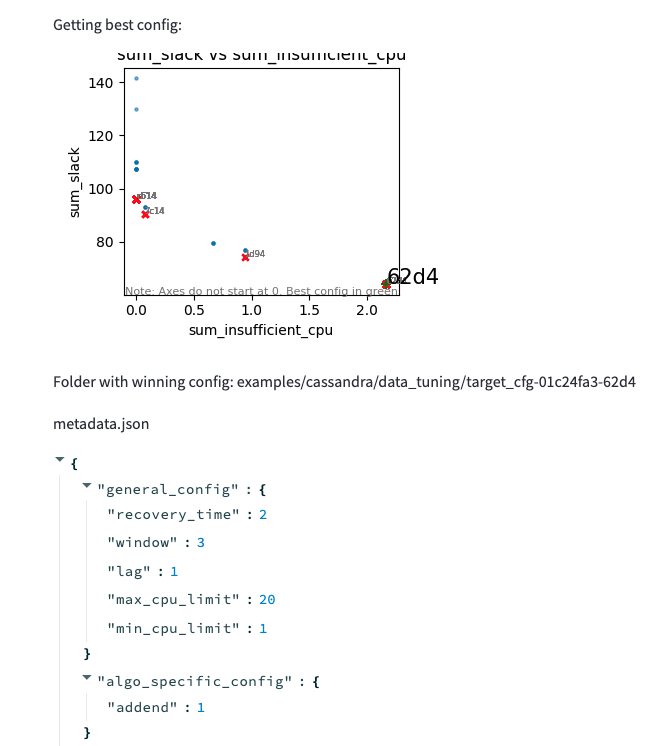 Getting best config:
sum_slack vs sum_insufficient_cpu
140
120
100
80
sum_slack
7c14
d94
62d4
Note: Axes do not start at 0. Best config in green.
0.0 0.5 1.0 1.5 2.0
sum_insufficient_cpu
Folder with winning config: examples/cassandra/data_tuning/target_cfg-01c24fa3-62d4
metadata.json
{
"general_config" : {
"recovery_time" : 2
"window" : 3
"lag" : 1
"max_cpu_limit" : 20
"min_cpu_limit" : 1
}
"algo_specific_config" : {
"addend" : 1
}